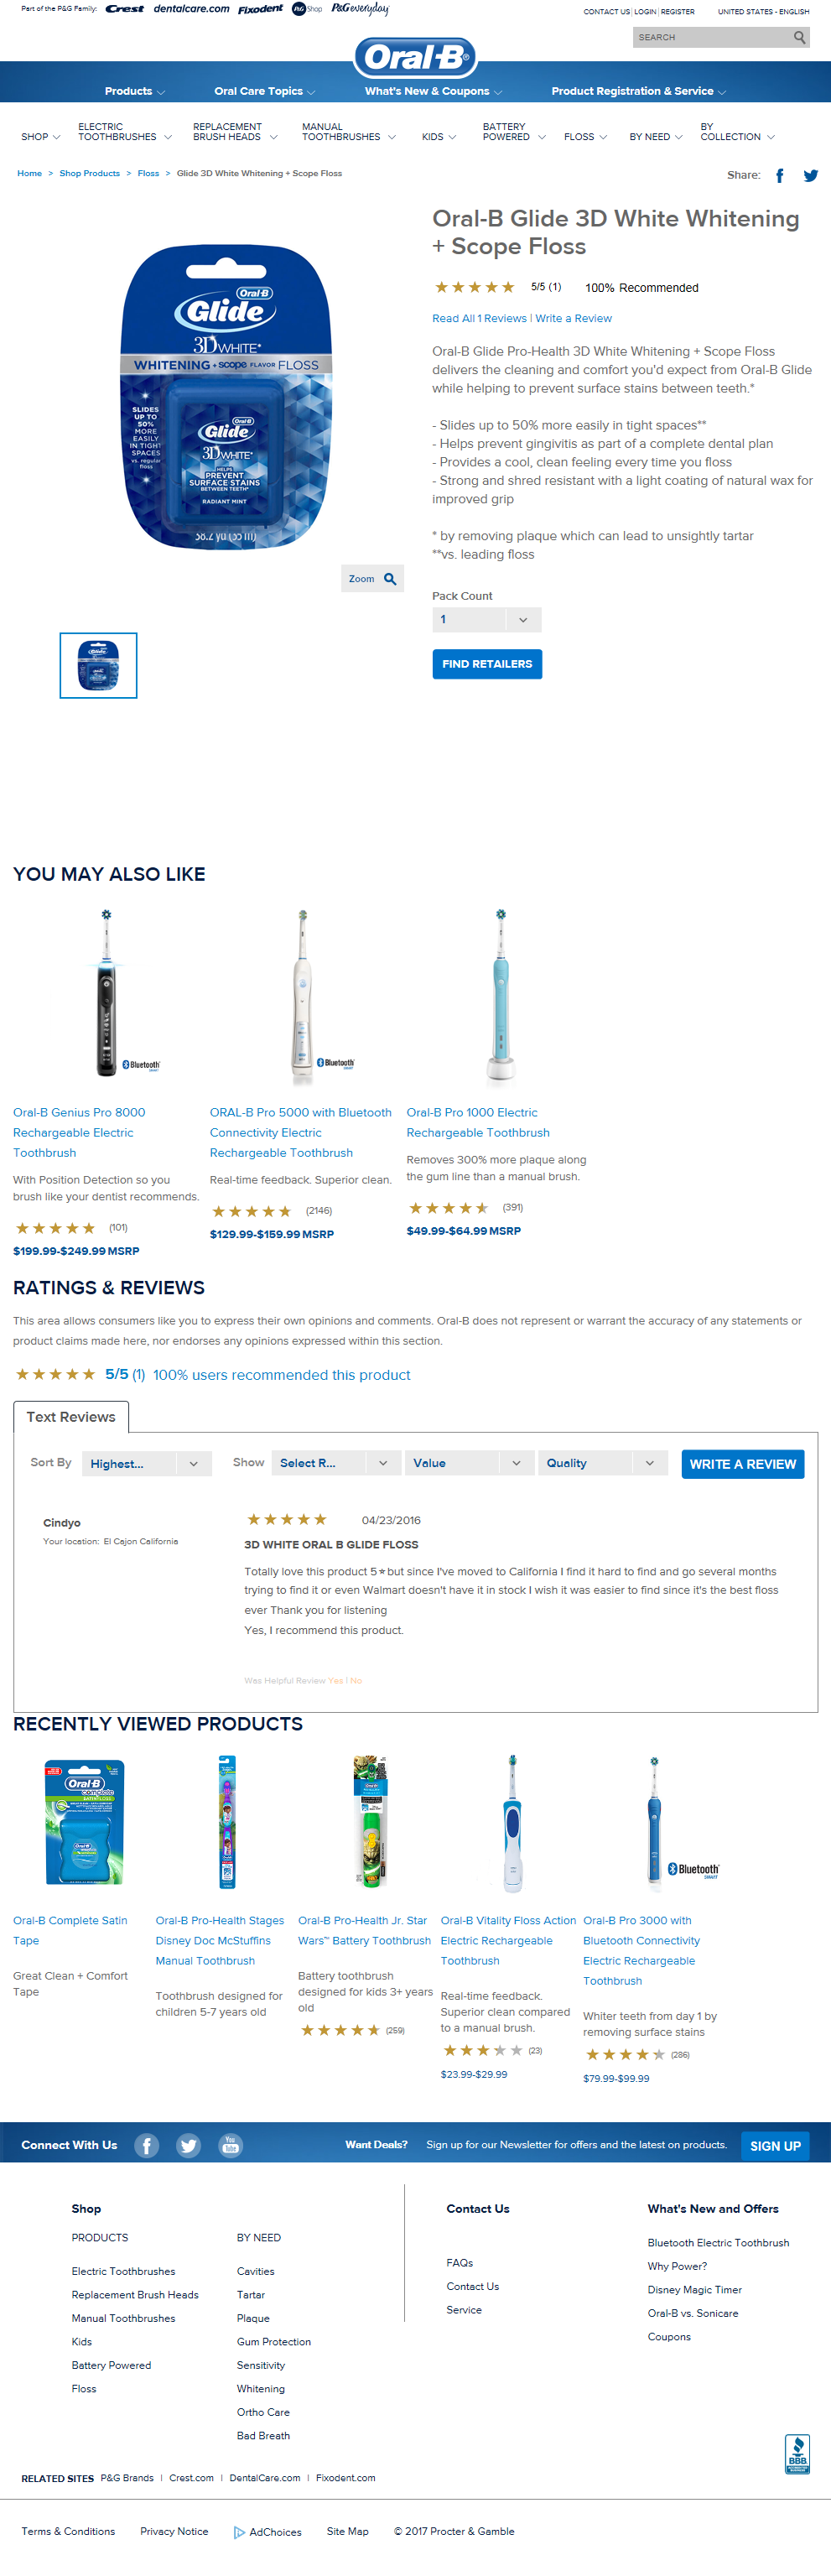 Part of the P&G Family: Crest dentalcare.com Fixodent P&G Shop P&G everyday
CONTACT US | LOGIN | REGISTER UNITED STATES - ENGLISH
SEARCH
Oral-B®
Products Oral Care Topics What's New & Coupons Product Registration & Service
SHOP ELECTRIC TOOTHBRUSHES REPLACEMENT BRUSH HEADS MANUAL TOOTHBRUSHES KIDS BATTERY POWERED FLOSS BY NEED BY COLLECTION
Home > Shop Products > Floss > Glide 3D White Whitening + Scope Floss
Share:
Oral-B Glide 3D White Whitening
+ Scope Floss
5/5 (1) 100% Recommended
Read All 1 Reviews | Write a Review
Oral-B Glide Pro-Health 3D White Whitening + Scope Floss
delivers the cleaning and comfort you'd expect from Oral-B Glide
while helping to prevent surface stains between teeth.*
- Slides up to 50% more easily in tight spaces**
- Helps prevent gingivitis as part of a complete dental plan
- Provides a cool, clean feeling every time you floss
- Strong and shred resistant with a light coating of natural wax for
improved grip
* by removing plaque which can lead to unsightly tartar
**vs. leading floss
Pack Count
1
FIND RETAILERS
Oral-B
Glide
3D WHITE*
WHITENING + scope FLAVOR FLOSS
SLIDES
UP TO
50%
MORE
EASILY
IN TIGHT
SPACES
vs. regular
floss
Oral-B
Glide
3D WHITE*
HELPS
PREVENT
SURFACE STAINS
BETWEEN TEETH*
RADIANT MINT
Zoom
YOU MAY ALSO LIKE
Bluetooth
SMART
Bluetooth
SMART
Oral-B Genius Pro 8000
Rechargeable Electric
Toothbrush
With Position Detection so you
brush like your dentist recommends.
(101)
$199.99-$249.99 MSRP
ORAL-B Pro 5000 with Bluetooth
Connectivity Electric
Rechargeable Toothbrush
Real-time feedback. Superior clean.
(2146)
$129.99-$159.99 MSRP
Oral-B Pro 1000 Electric
Rechargeable Toothbrush
Removes 300% more plaque along
the gum line than a manual brush.
(391)
$49.99-$64.99 MSRP
RATINGS & REVIEWS
This area allows consumers like you to express their own opinions and comments. Oral-B does not represent or warrant the accuracy of any statements or
product claims made here, nor endorses any opinions expressed within this section.
5/5 (1) 100% users recommended this product
Text Reviews
Sort By Highest... Show Select R... Value Quality WRITE A REVIEW
Cindyo
Your location: El Cajon California
04/23/2016
3D WHITE ORAL B GLIDE FLOSS
Totally love this product 5★but since I've moved to California I find it hard to find and go several months
trying to find it or even Walmart doesn't have it in stock I wish it was easier to find since it's the best floss
ever Thank you for listening
Yes, I recommend this product.
Was Helpful Review Yes | No
RECENTLY VIEWED PRODUCTS
Oral-B
complete
Bluetooth
SMART
Oral-B Complete Satin
Tape
Great Clean + Comfort
Tape
Oral-B Pro-Health Stages
Disney Doc McStuffins
Manual Toothbrush
Toothbrush designed for
children 5-7 years old
Oral-B Pro-Health Jr. Star
Wars™ Battery Toothbrush
Battery toothbrush
designed for kids 3+ years
old
(259)
Oral-B Vitality Floss Action
Electric Rechargeable
Toothbrush
Real-time feedback.
Superior clean compared
to a manual brush.
(23)
$23.99-$29.99
Oral-B Pro 3000 with
Bluetooth Connectivity
Electric Rechargeable
Toothbrush
Whiter teeth from day 1 by
removing surface stains
(286)
$79.99-$99.99
Connect With Us You Tube Want Deals? Sign up for our Newsletter for offers and the latest on products. SIGN UP
Shop
PRODUCTS
Electric Toothbrushes
Replacement Brush Heads
Manual Toothbrushes
Kids
Battery Powered
Floss
BY NEED
Cavities
Tartar
Plaque
Gum Protection
Sensitivity
Whitening
Ortho Care
Bad Breath
Contact Us
FAQs
Contact Us
Service
What's New and Offers
Bluetooth Electric Toothbrush
Why Power?
Disney Magic Timer
Oral-B vs. Sonicare
Coupons
BBB
RELATED SITES P&G Brands | Crest.com | DentalCare.com | Fixodent.com
Terms & Conditions Privacy Notice AdChoices Site Map © 2017 Procter & Gamble